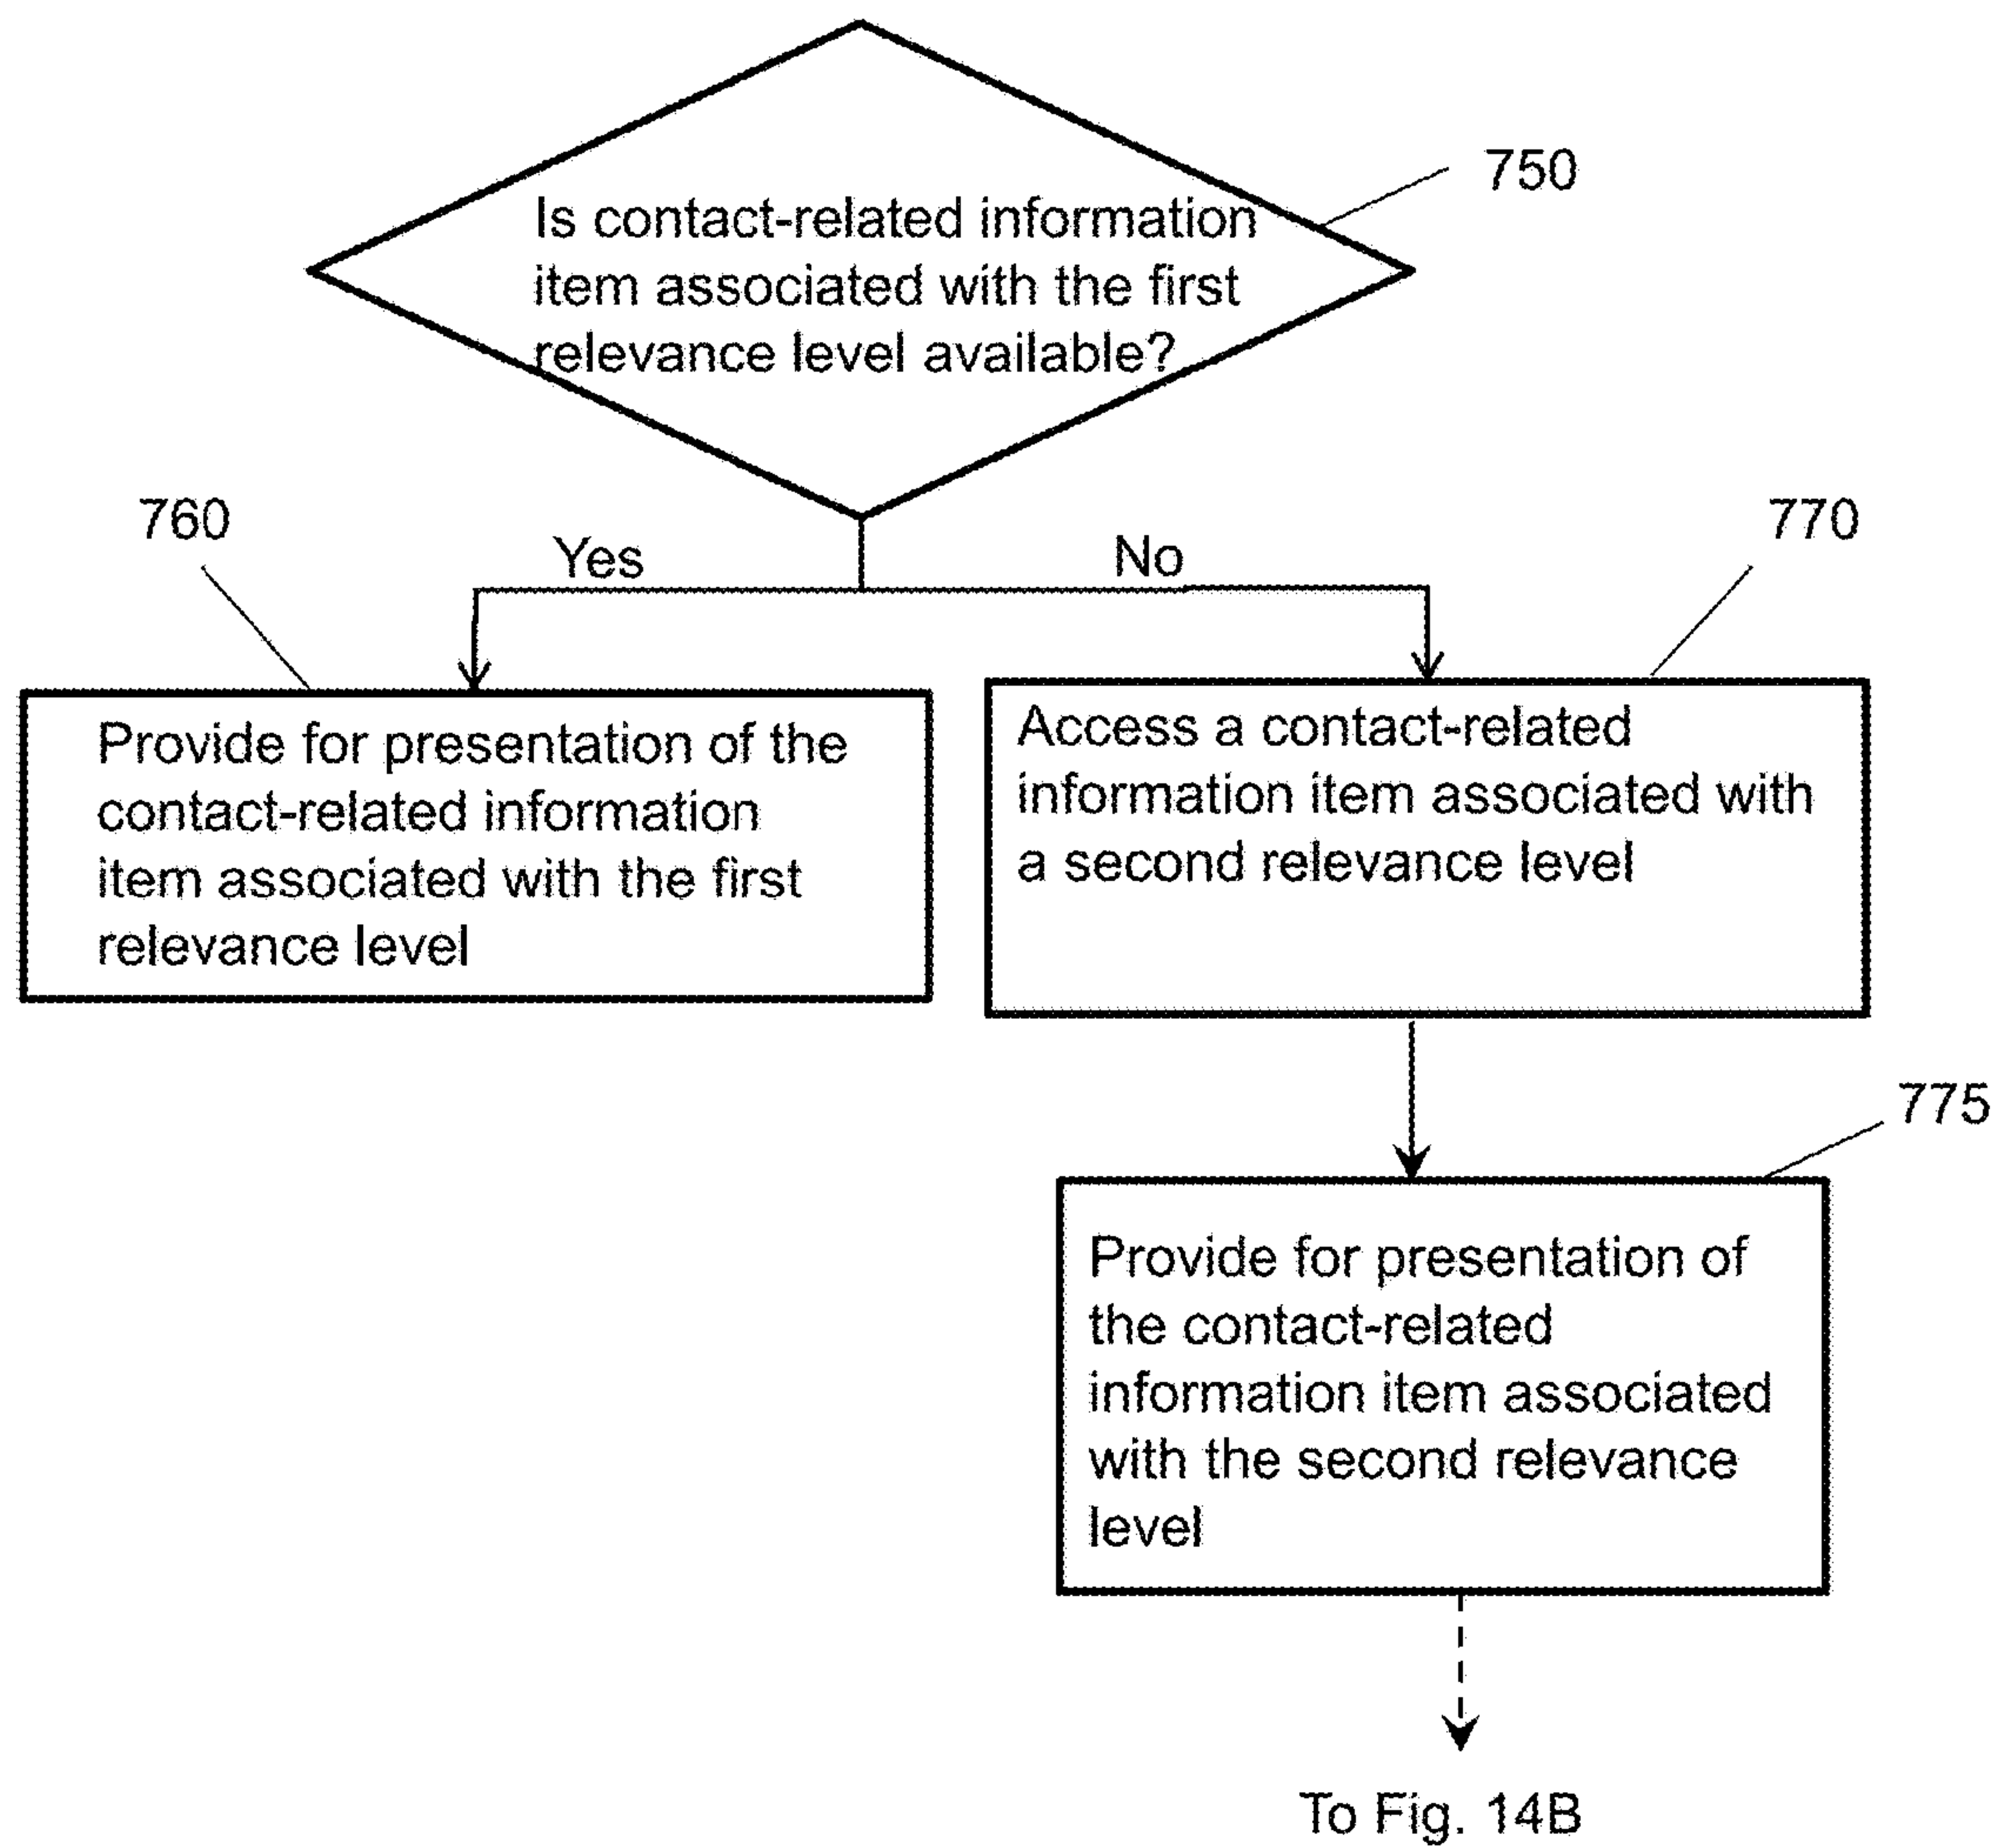 750
Is contact-related information
item associated with the first
relevance level available?
760
Yes
No
770
Provide for presentation of the
contact-related information
item associated with the first
relevance level
Access a contact-related
information item associated with
a second relevance level
775
Provide for presentation of
the contact-related
information item associated
with the second relevance
level
To Fig. 14B